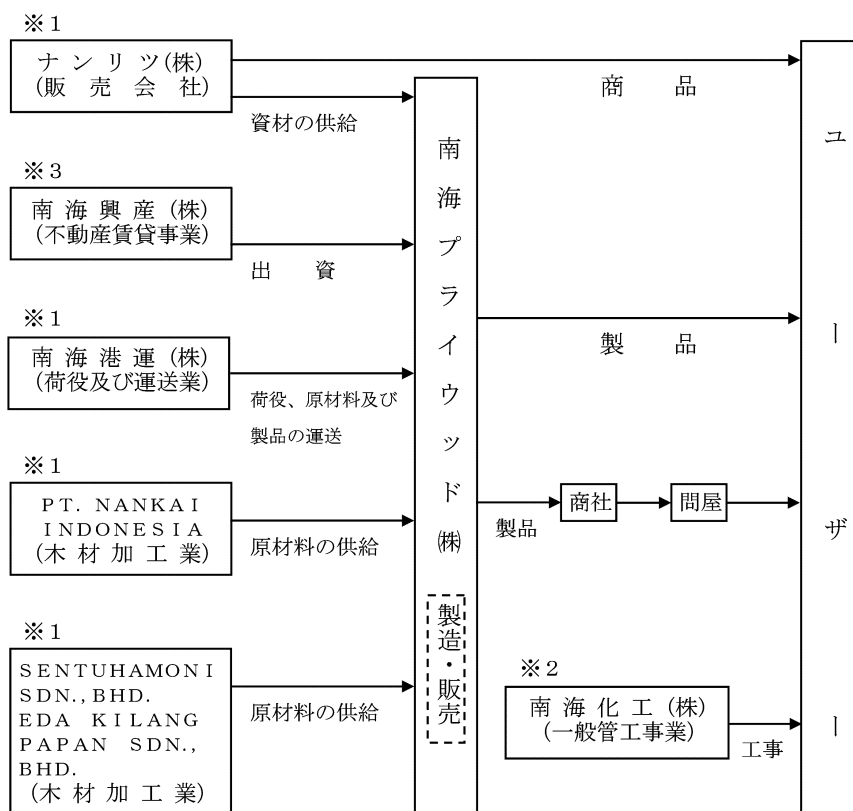 ※１
ナンリツ(株)
(販売会社)
資材の供給
商品
※３
南海興産(株)
(不動産賃貸事業)
出資
※１
南海港運(株)
(荷役及び運送業)
荷役、原材料及び
製品の運送
※１
ＰＴ. ＮＡＮＫＡＩ
ＩＮＤＯＮＥＳＩＡ
(木材加工業)
原材料の供給
※１
ＳＥＮＴＵＨＡＭＯＮＩ
ＳＤＮ., ＢＨＤ.
ＥＤＡ ＫＩＬＡＮＧ
ＰＡＰＡＮ ＳＤＮ.,
ＢＨＤ.
(木材加工業)
原材料の供給
南海プライウッド㈱
製造・販売
製品
製品
商社
問屋
※２
南海化工(株)
(一般管工事業)
工事
ユーザー